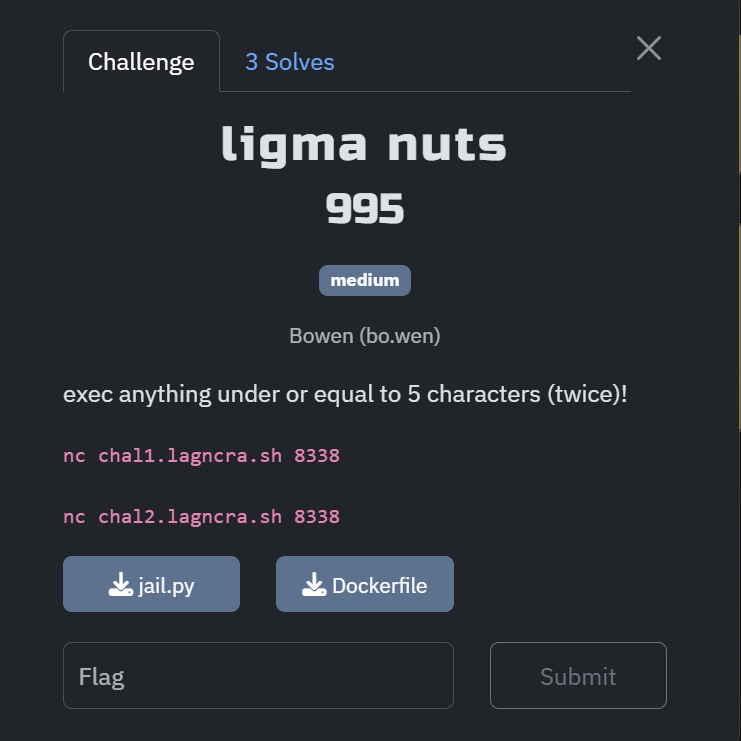 Challenge
3 Solves
ligma nuts
995
medium
Bowen (bo.wen)
exec anything under or equal to 5 characters (twice)!
nc chal1.lagncra.sh 8338
nc chal2.lagncra.sh 8338
jail.py
Dockerfile
Flag
Submit